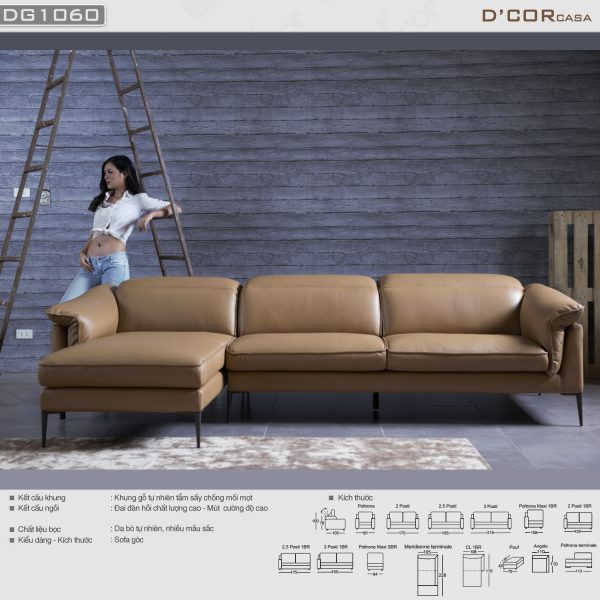 DG1060
D'CORCASA
Kết cấu khung : Khung gỗ tự nhiên tẩm sấy chống mối mọt
Kết cấu ngồi : Đai đàn hồi chất lượng cao - Mút cường độ cao
Chất liệu bọc : Da bò tự nhiên, nhiều mầu sắc
Kiểu dáng - Kích thước : Sofa góc
Kích thước
Poltrona 2 Posti 2,5 Posti 3 Posti Poltrona Maxi 1BR 2 Posti 1BR
2,5 Posti 1BR 3 Posti 1BR Poltrona Maxi SBR Meridienne terminale CL 1BR Pouf Angolo Poltrona terminale